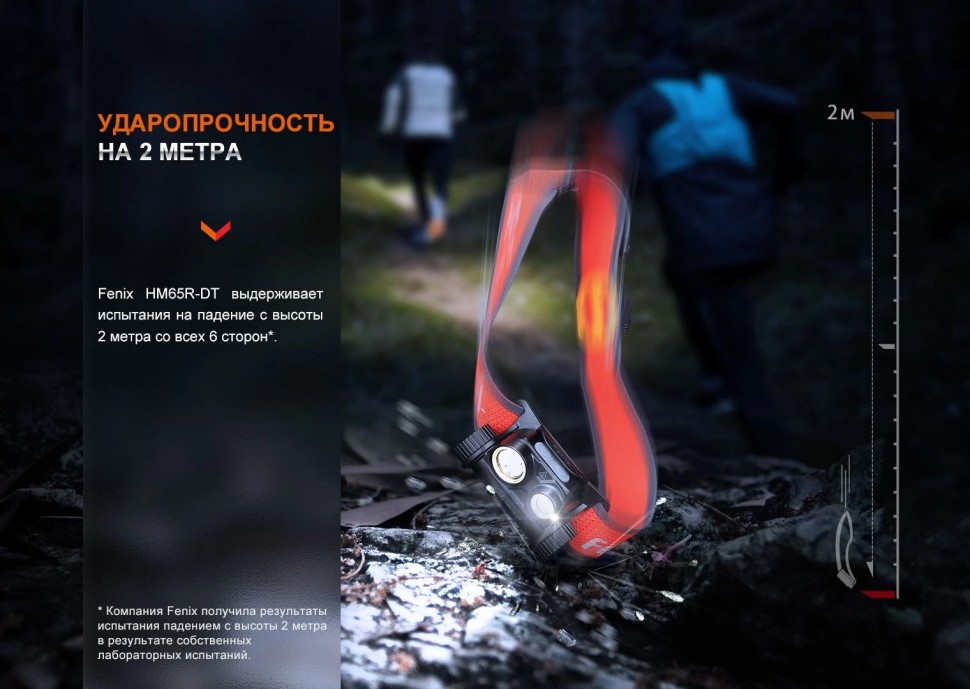 УДАРОПРОЧНОСТЬ
НА 2 МЕТРА
2м
Fenix HM65R-DT выдерживает
испытания на падение с высоты
2 метра со всех 6 сторон*.
* Компания Fenix получила результаты
испытания падением с высоты 2 метра
в результате собственных
лабораторных испытаний.